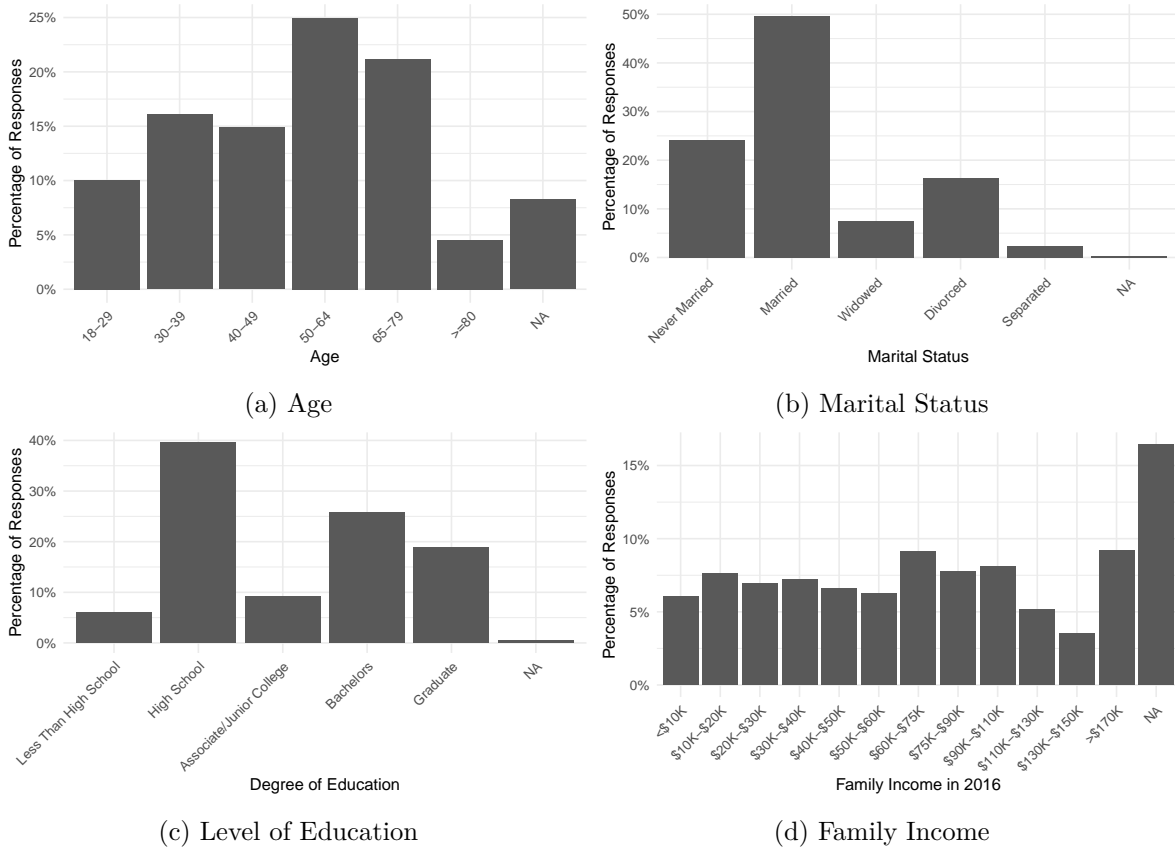 25%
20%
15%
10%
5%
0%
Percentage of Responses
18−29
30−39
40−49
50−64
65−79
>=80
NA
Age
(a) Age
50%
40%
30%
20%
10%
0%
Percentage of Responses
Never Married
Married
Widowed
Divorced
Separated
NA
Marital Status
(b) Marital Status
40%
30%
20%
10%
0%
Percentage of Responses
Less Than High School
High School
Associate/Junior College
Bachelors
Graduate
NA
Degree of Education
(c) Level of Education
15%
10%
5%
0%
Percentage of Responses
<$10K
$10K−$20K
$20K−$30K
$30K−$40K
$40K−$50K
$50K−$60K
$60K−$75K
$75K−$90K
$90K−$110K
$110K−$130K
$130K−$150K
>$170K
NA
Family Income in 2016
(d) Family Income